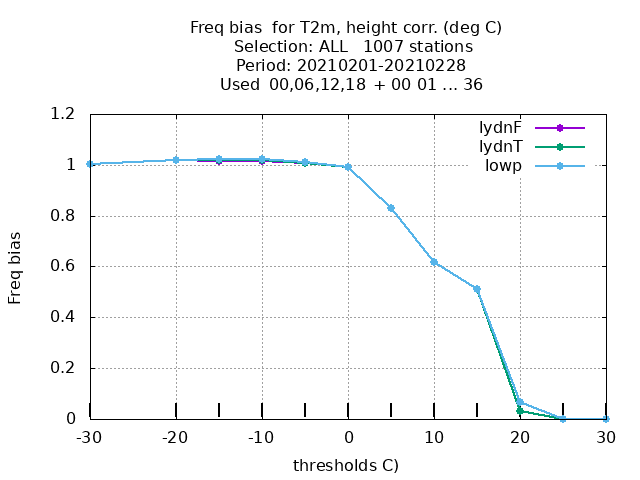 Freq bias  for T2m, height corr. (deg C)
Selection: ALL   1007 stations
Period: 20210201-20210228
Used  00,06,12,18  + 00 01 ... 36
lydnF
lydnT
lowp
Freq bias
1.2
1
0.8
0.6
0.4
0.2
0
-30 -20 -10 0 10 20 30
thresholds C)